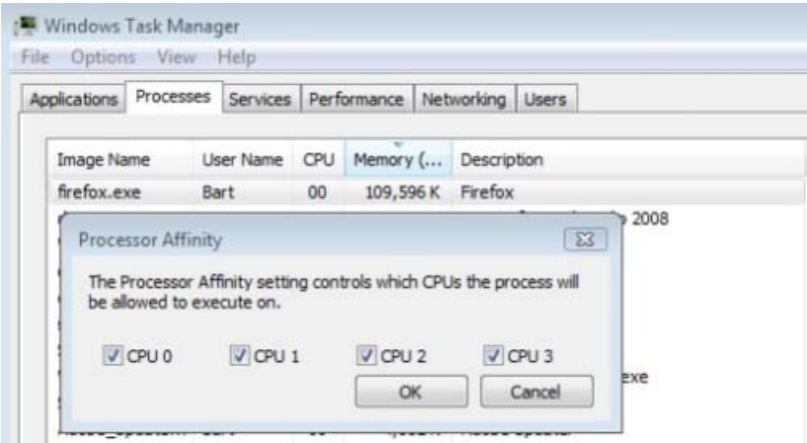 Windows Task Manager
File Options View Help
Applications Processes Services Performance Networking Users
Image Name User Name CPU Memory (... Description
firefox.exe Bart 00 109,596 K Firefox
2008
Processor Affinity
The Processor Affinity setting controls which CPUs the process will
be allowed to execute on.
CPU 0 CPU 1 CPU 2 CPU 3
exe
OK Cancel